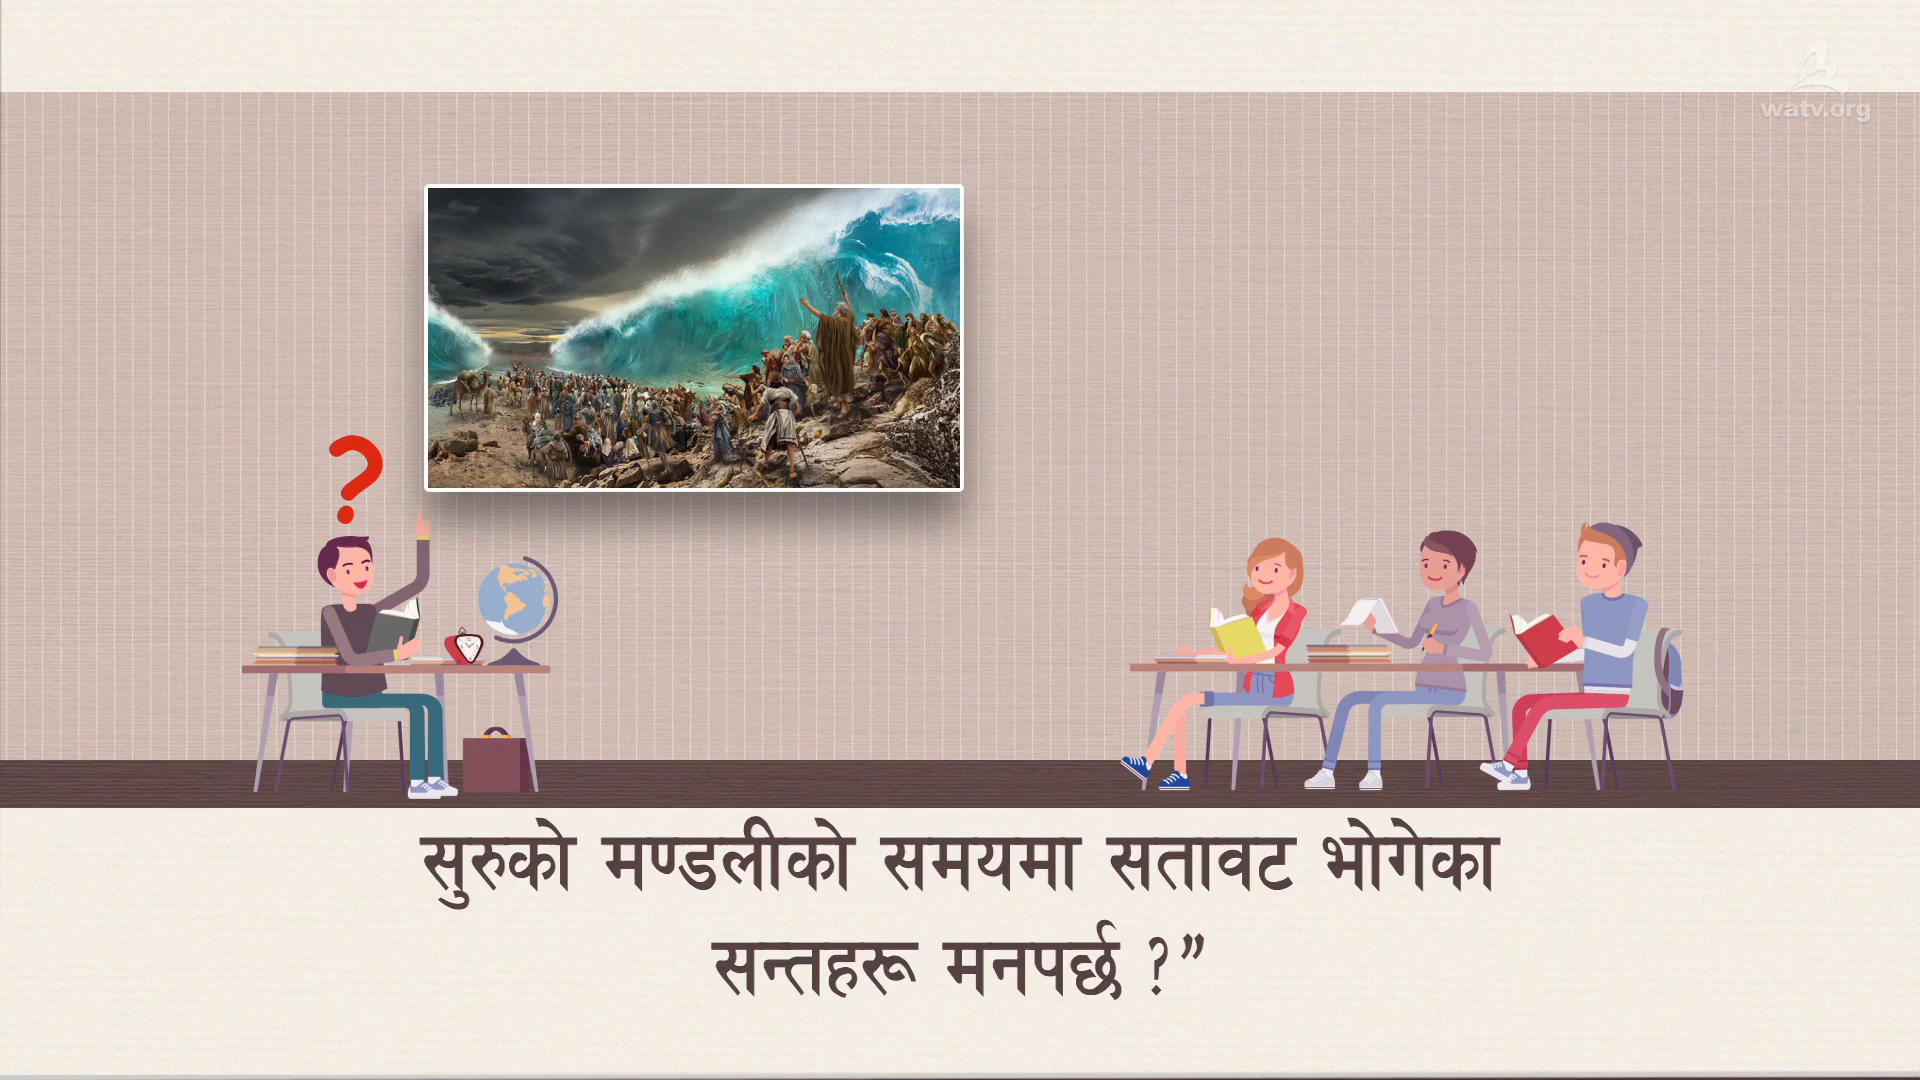 watv.org
सुरुको मण्डलीको समयमा सतावट भोगेका
सन्तहरू मनपर्छ ?”